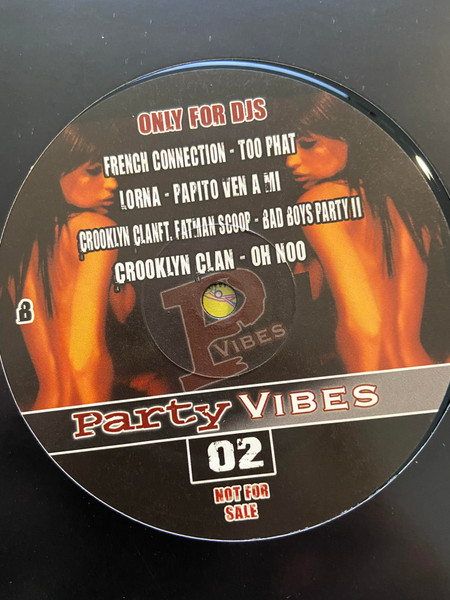 ONLY FOR DJS
FRENCH CONNECTION - TOO PHAT
LORNA - PAPITO VEN A MI
CROOKLYN CLANFT. FATMAN SCOOP - BAD BOYS PARTY II
CROOKLYN CLAN - OH NOO
B
P
VIBES
Party VIBES
02
NOT FOR
SALE